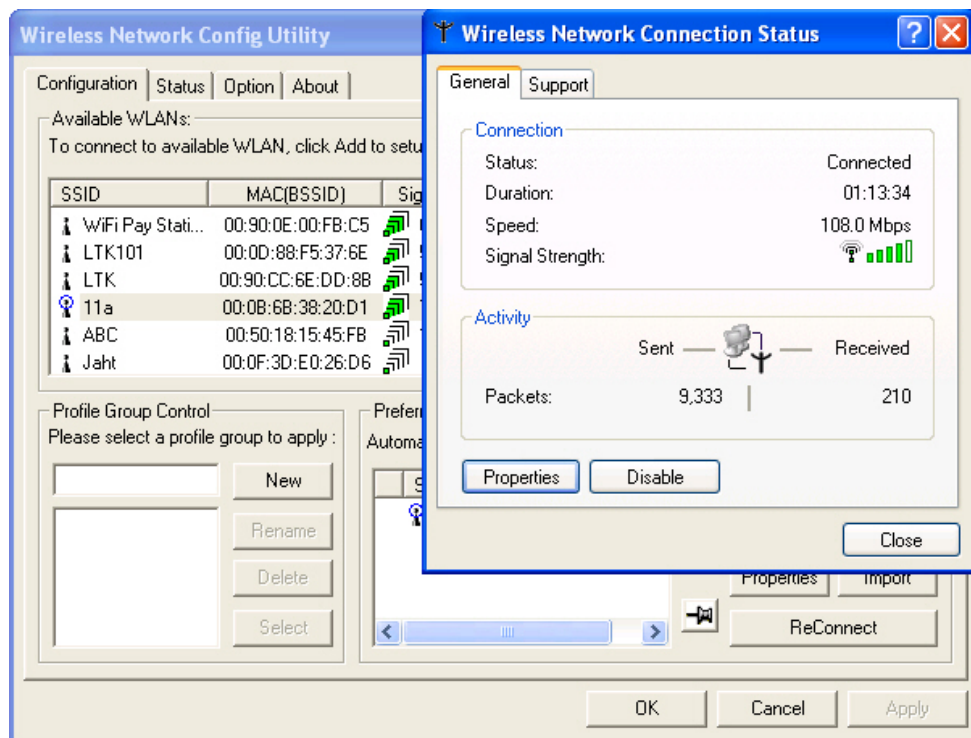 Wireless Network Config Utility
Configuration Status Option About
Available WLANs:
To connect to available WLAN, click Add to setu
SSID MAC(BSSID) Sig
WiFi Pay Stati... 00:90:0E:00:FB:C5
LTK101 00:0D:88:F5:37:6E
LTK 00:90:CC:6E:DD:8B
11a 00:0B:6B:38:20:D1
ABC 00:50:18:15:45:FB
Jaht 00:0F:3D:E0:26:D6
Profile Group Control
Please select a profile group to apply :
New
Rename
Delete
Select
Prefer
Automa
S
Properties Import
ReConnect
OK Cancel Apply
Wireless Network Connection Status
General Support
Connection
Status: Connected
Duration: 01:13:34
Speed: 108.0 Mbps
Signal Strength:
Activity
Sent Received
Packets: 9,333 210
Properties Disable
Close